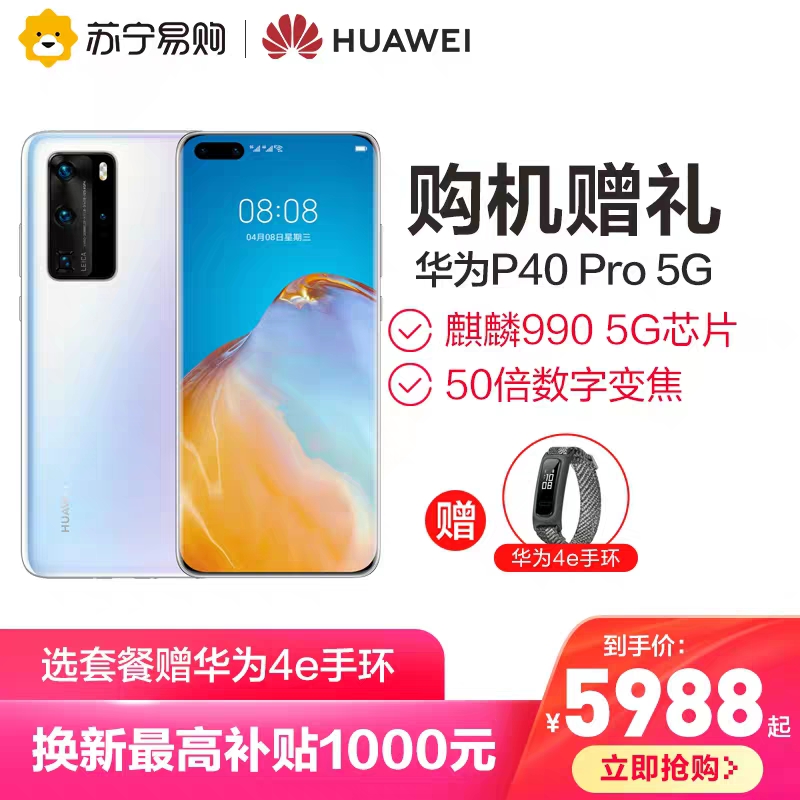 苏宁易购
HUAWEI
08:08
04月08日星期三
LEICA
HUAWEI
购机赠礼
华为P40 Pro 5G
麒麟990 5G芯片
50倍数字变焦
赠
10
08
华为4e手环
选套餐赠华为4e手环
换新最高补贴1000元
到手价：
¥5988起
立即抢购>